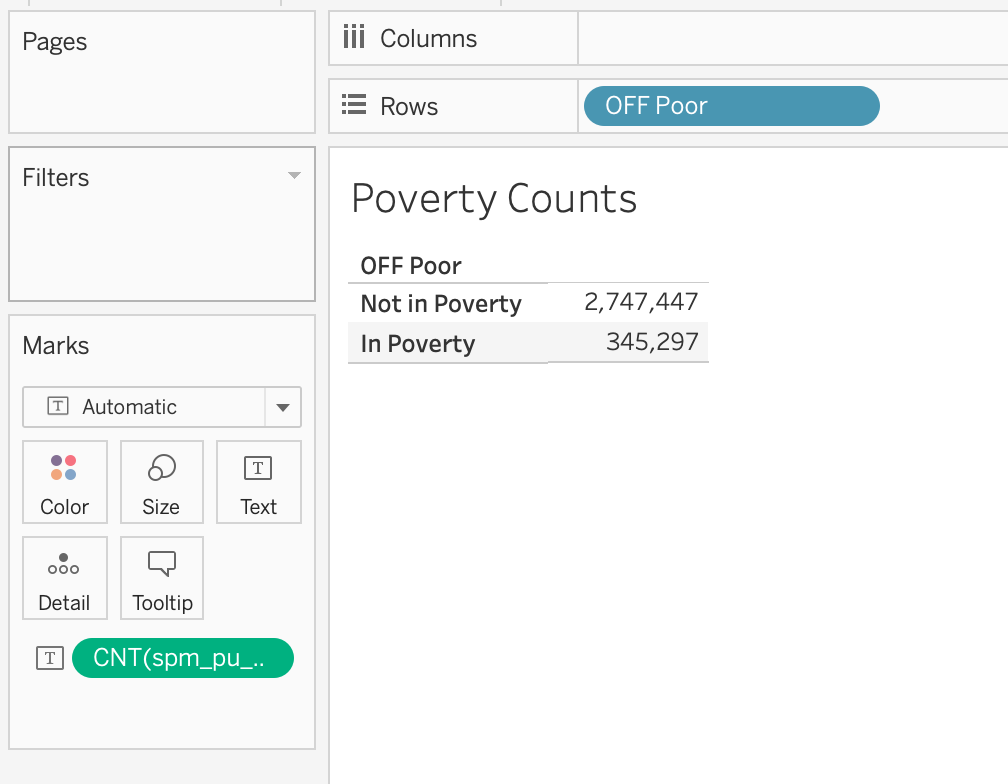 Pages
Columns
Rows
OFF Poor
Filters
Marks
T Automatic
Color
Size
T
Text
Detail
Tooltip
T CNT(spm_pu_..
Poverty Counts
OFF Poor
Not in Poverty 2,747,447
In Poverty 345,297